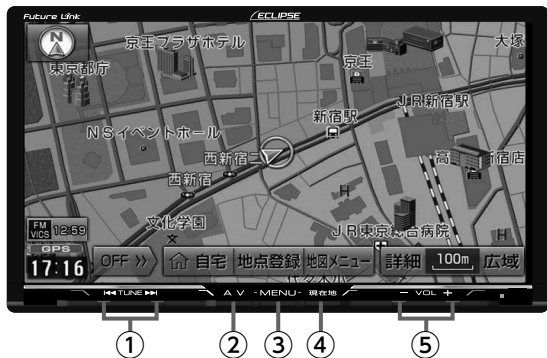 Future Link
ECLIPSE
N
京王プラザホテル
大塚
東京都庁
京王
JR新宿駅
新宿駅
NSイベントホール
西新宿二
西新宿
高
新宿店
文化学園
H
H
JR東京総合病院
FM VICS 12:59
GPS
17:16
OFF
自宅
地点登録
地図メニュー
詳細
100m
広域
TUNE
AV
MENU
現在地
− VOL +
① ② ③ ④ ⑤